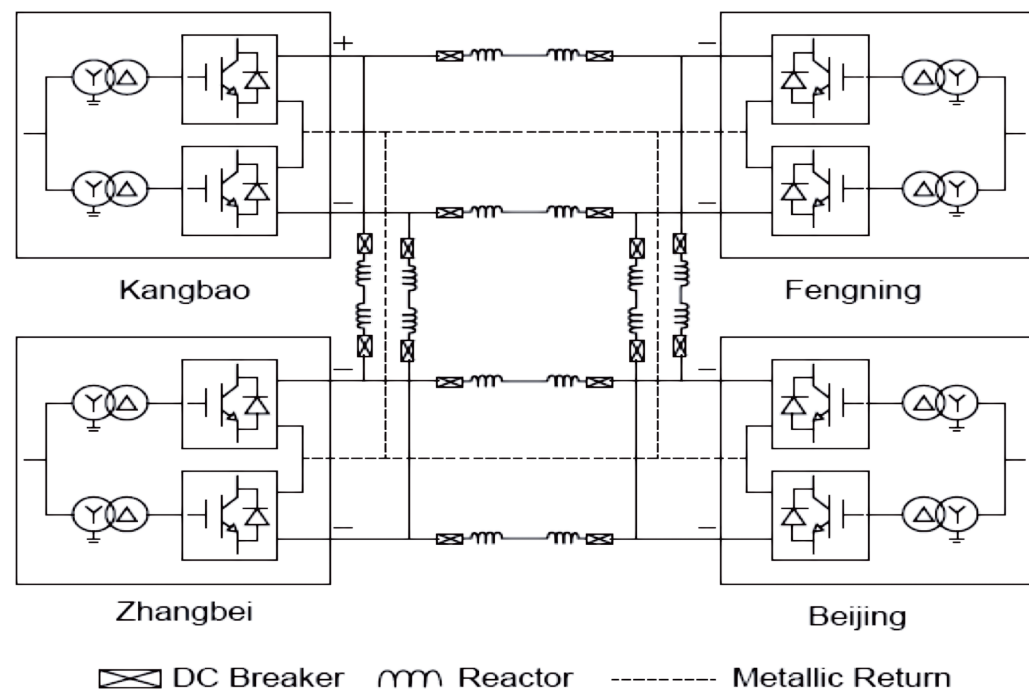 +
−
−
−
Kangbao
Fengning
−
−
−
−
Zhangbei
Beijing
DC Breaker
Reactor
Metallic Return